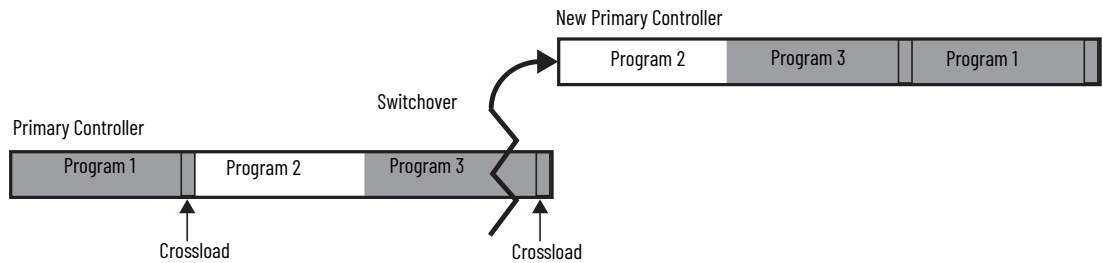 New Primary Controller
Program 2
Program 3
Program 1
Switchover
Primary Controller
Program 1
Program 2
Program 3
Crossload
Crossload